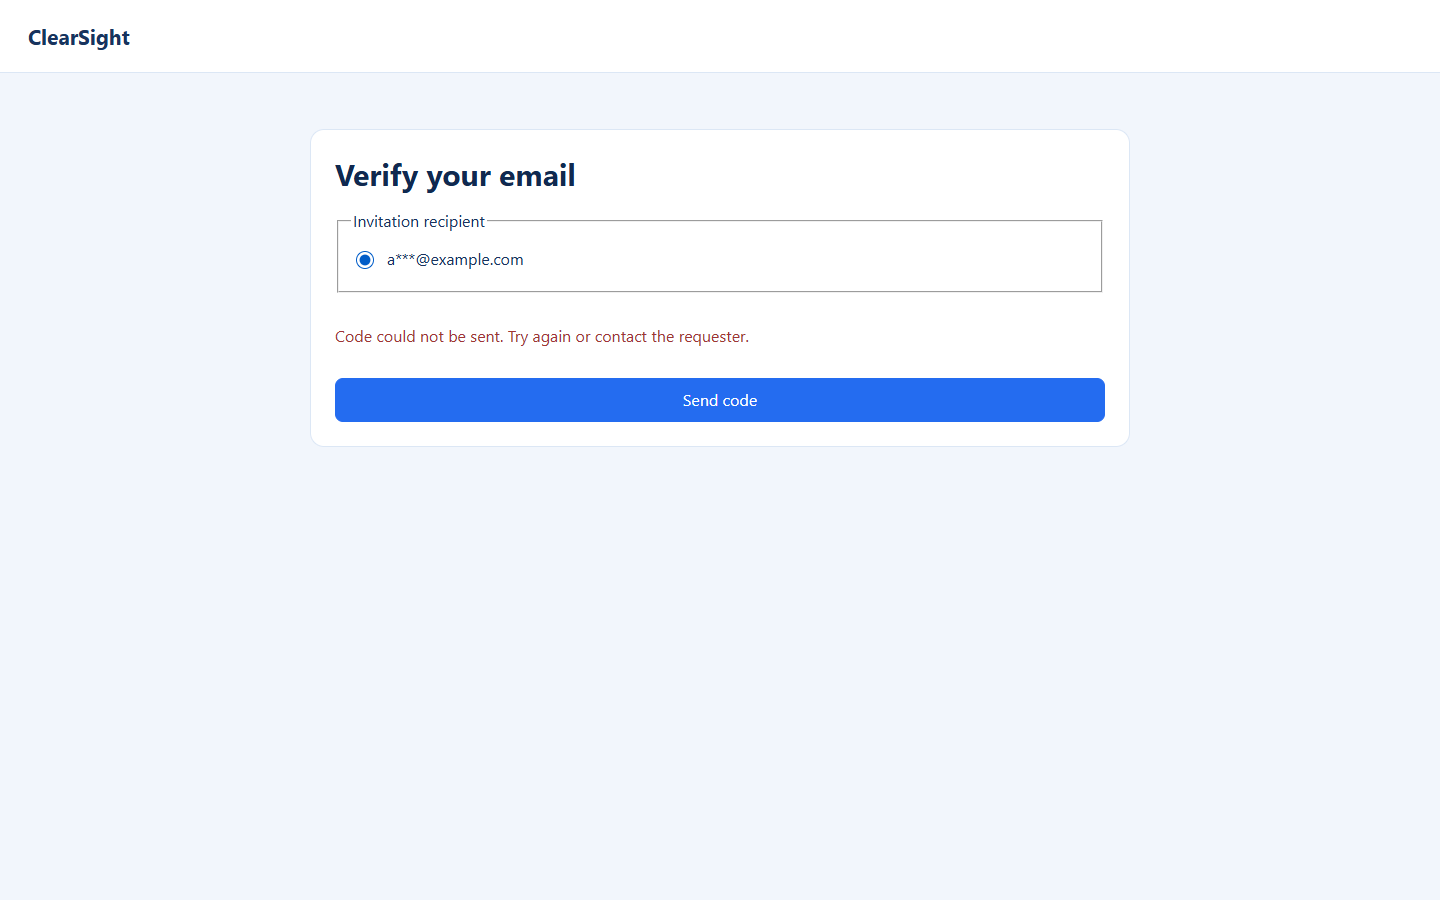 ClearSight
Verify your email
Invitation recipient
a***@example.com
Code could not be sent. Try again or contact the requester.
Send code